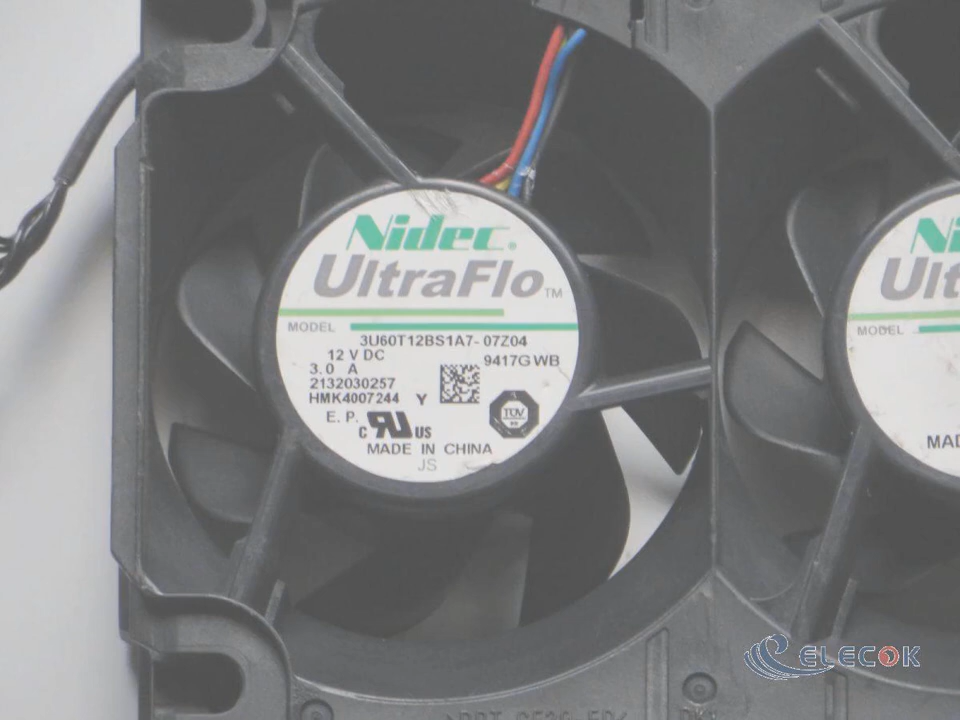 Nidec
UltraFlo™
MODEL
3U60T12BS1A7-07Z04
12 V DC 9417G WB
3.0 A
2132030257
HMK4007244 Y
E. P.
c RU US
TÜV
MADE IN CHINA
JS
Ni
Ult
MODEL
MAD
ELECOK